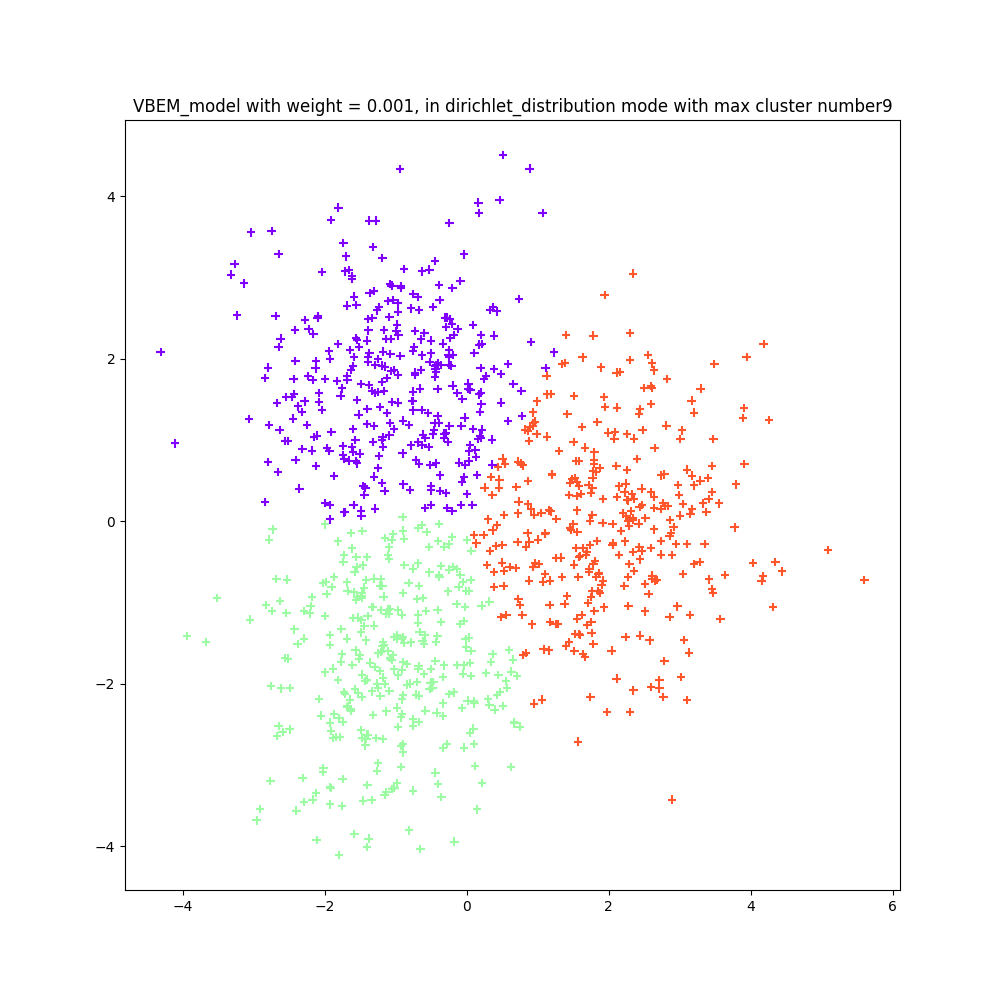 VBEM_model with weight = 0.001, in dirichlet_distribution mode with max cluster number9
4
2
0
−2
−4
−4 −2 0 2 4 6